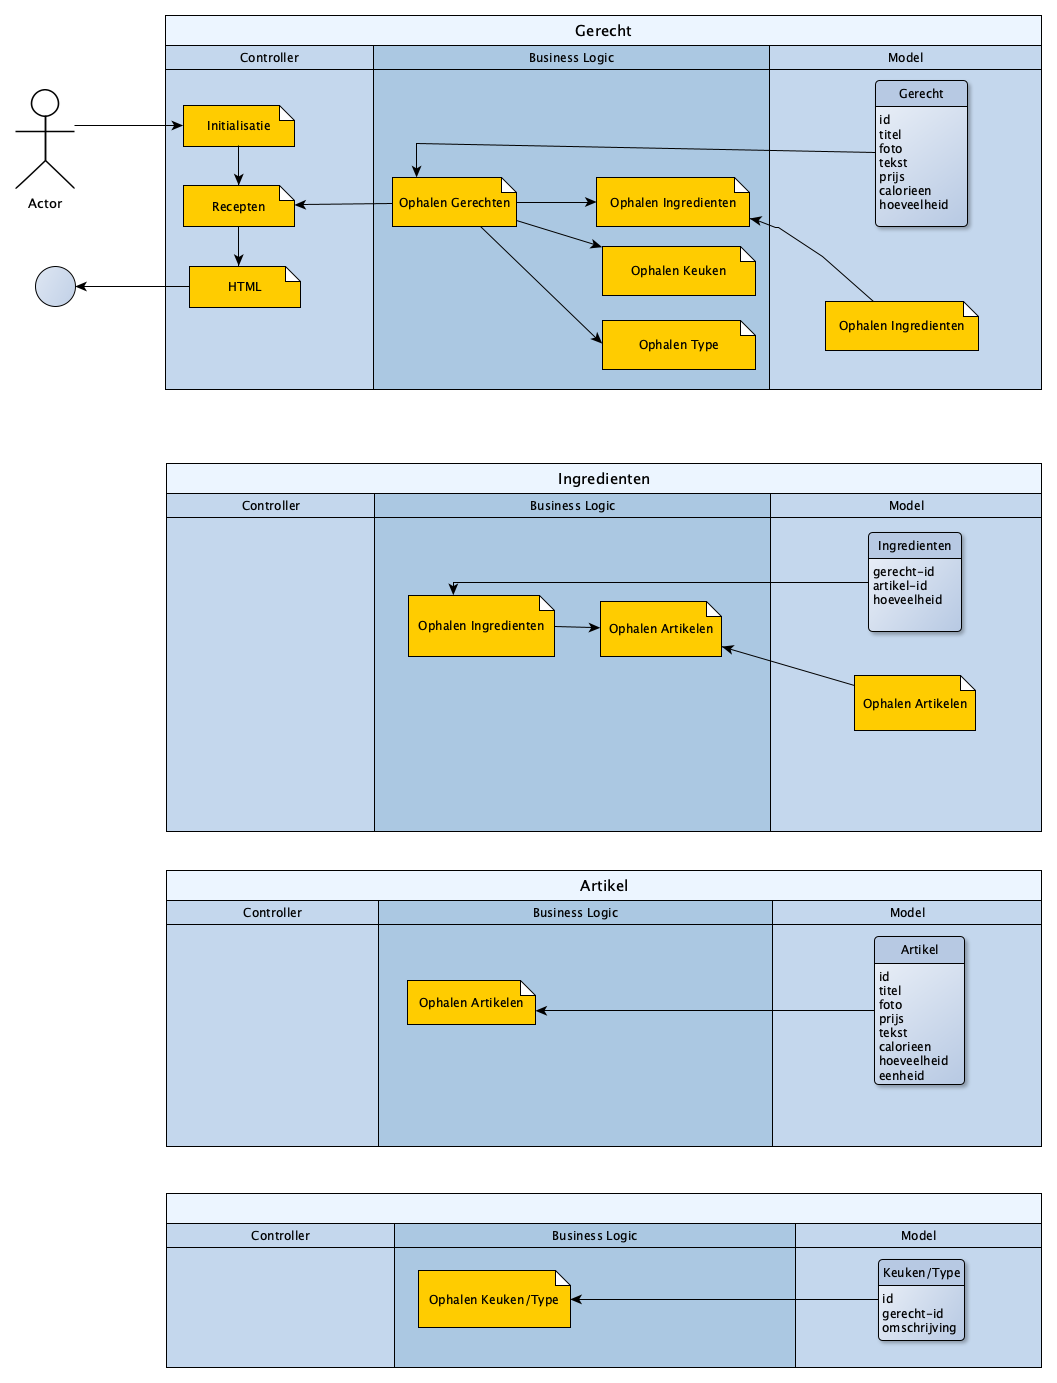 Gerecht
Controller
Business Logic
Model
Actor
Initialisatie
Recepten
HTML
Ophalen Gerechten
Ophalen Ingredienten
Ophalen Keuken
Ophalen Type
Gerecht
id
titel
foto
tekst
prijs
calorieen
hoeveelheid
Ophalen Ingredienten
Ingredienten
Controller
Business Logic
Model
Ophalen Ingredienten
Ophalen Artikelen
Ingredienten
gerecht-id
artikel-id
hoeveelheid
Ophalen Artikelen
Artikel
Controller
Business Logic
Model
Ophalen Artikelen
Artikel
id
titel
foto
prijs
tekst
calorieen
hoeveelheid
eenheid
Controller
Business Logic
Model
Ophalen Keuken/Type
Keuken/Type
id
gerecht-id
omschrijving